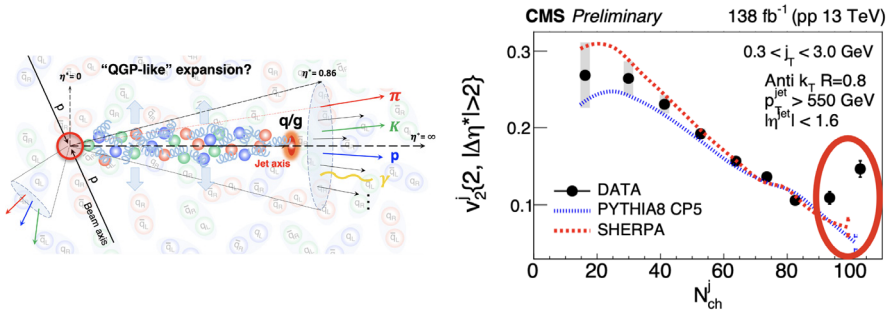 "QGP-like" expansion?
η*=0
η*=0.86
p
π
K
q/g
η*=∞
Jet axis
p
γ
p
Beam axis
CMS Preliminary
138 fb⁻¹ (pp 13 TeV)
0.3 < j_T < 3.0 GeV
Anti k_T R=0.8
p_T^jet > 550 GeV
|η^jet| < 1.6
v_2^j{2, |Δη*|>2}
0.3
0.2
0.1
DATA
PYTHIA8 CP5
SHERPA
0
20
40
60
80
100
N_ch^j